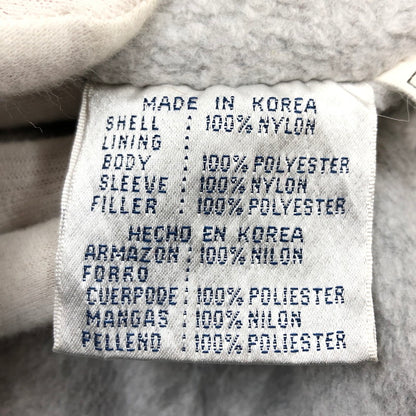 MADE IN KOREA
SHELL : 100% NYLON
LINING :
BODY : 100% POLYESTER
SLEEVE : 100% NYLON
FILLER : 100% POLYESTER
HECHO EN KOREA
ARMAZON : 100% NILON
FORRO :
CUERPODE : 100% POLIESTER
MANGAS : 100% NILON
PELLEND : 100% POLIESTER